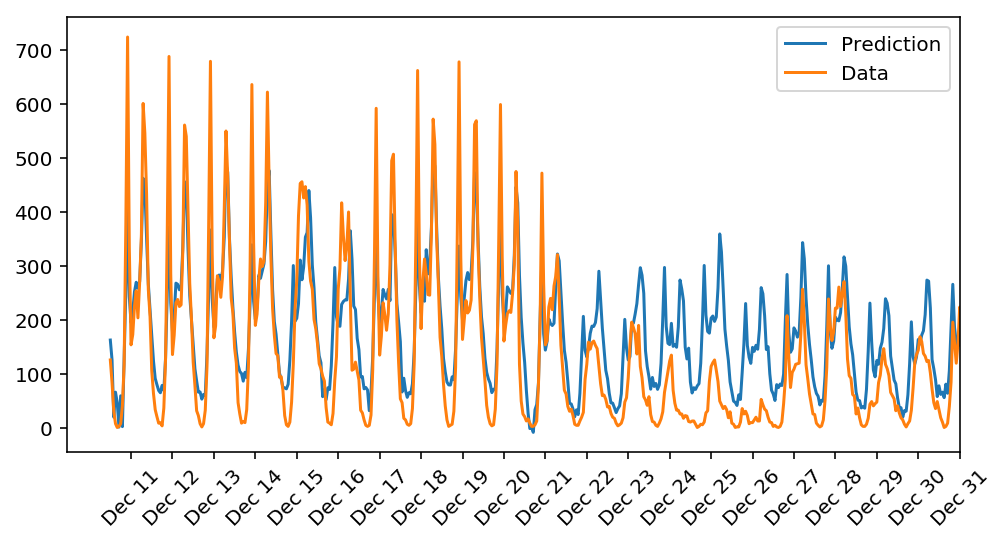 700
600
500
400
300
200
100
0
Prediction
Data
Dec 11
Dec 12
Dec 13
Dec 14
Dec 15
Dec 16
Dec 17
Dec 18
Dec 19
Dec 20
Dec 21
Dec 22
Dec 23
Dec 24
Dec 25
Dec 26
Dec 27
Dec 28
Dec 29
Dec 30
Dec 31